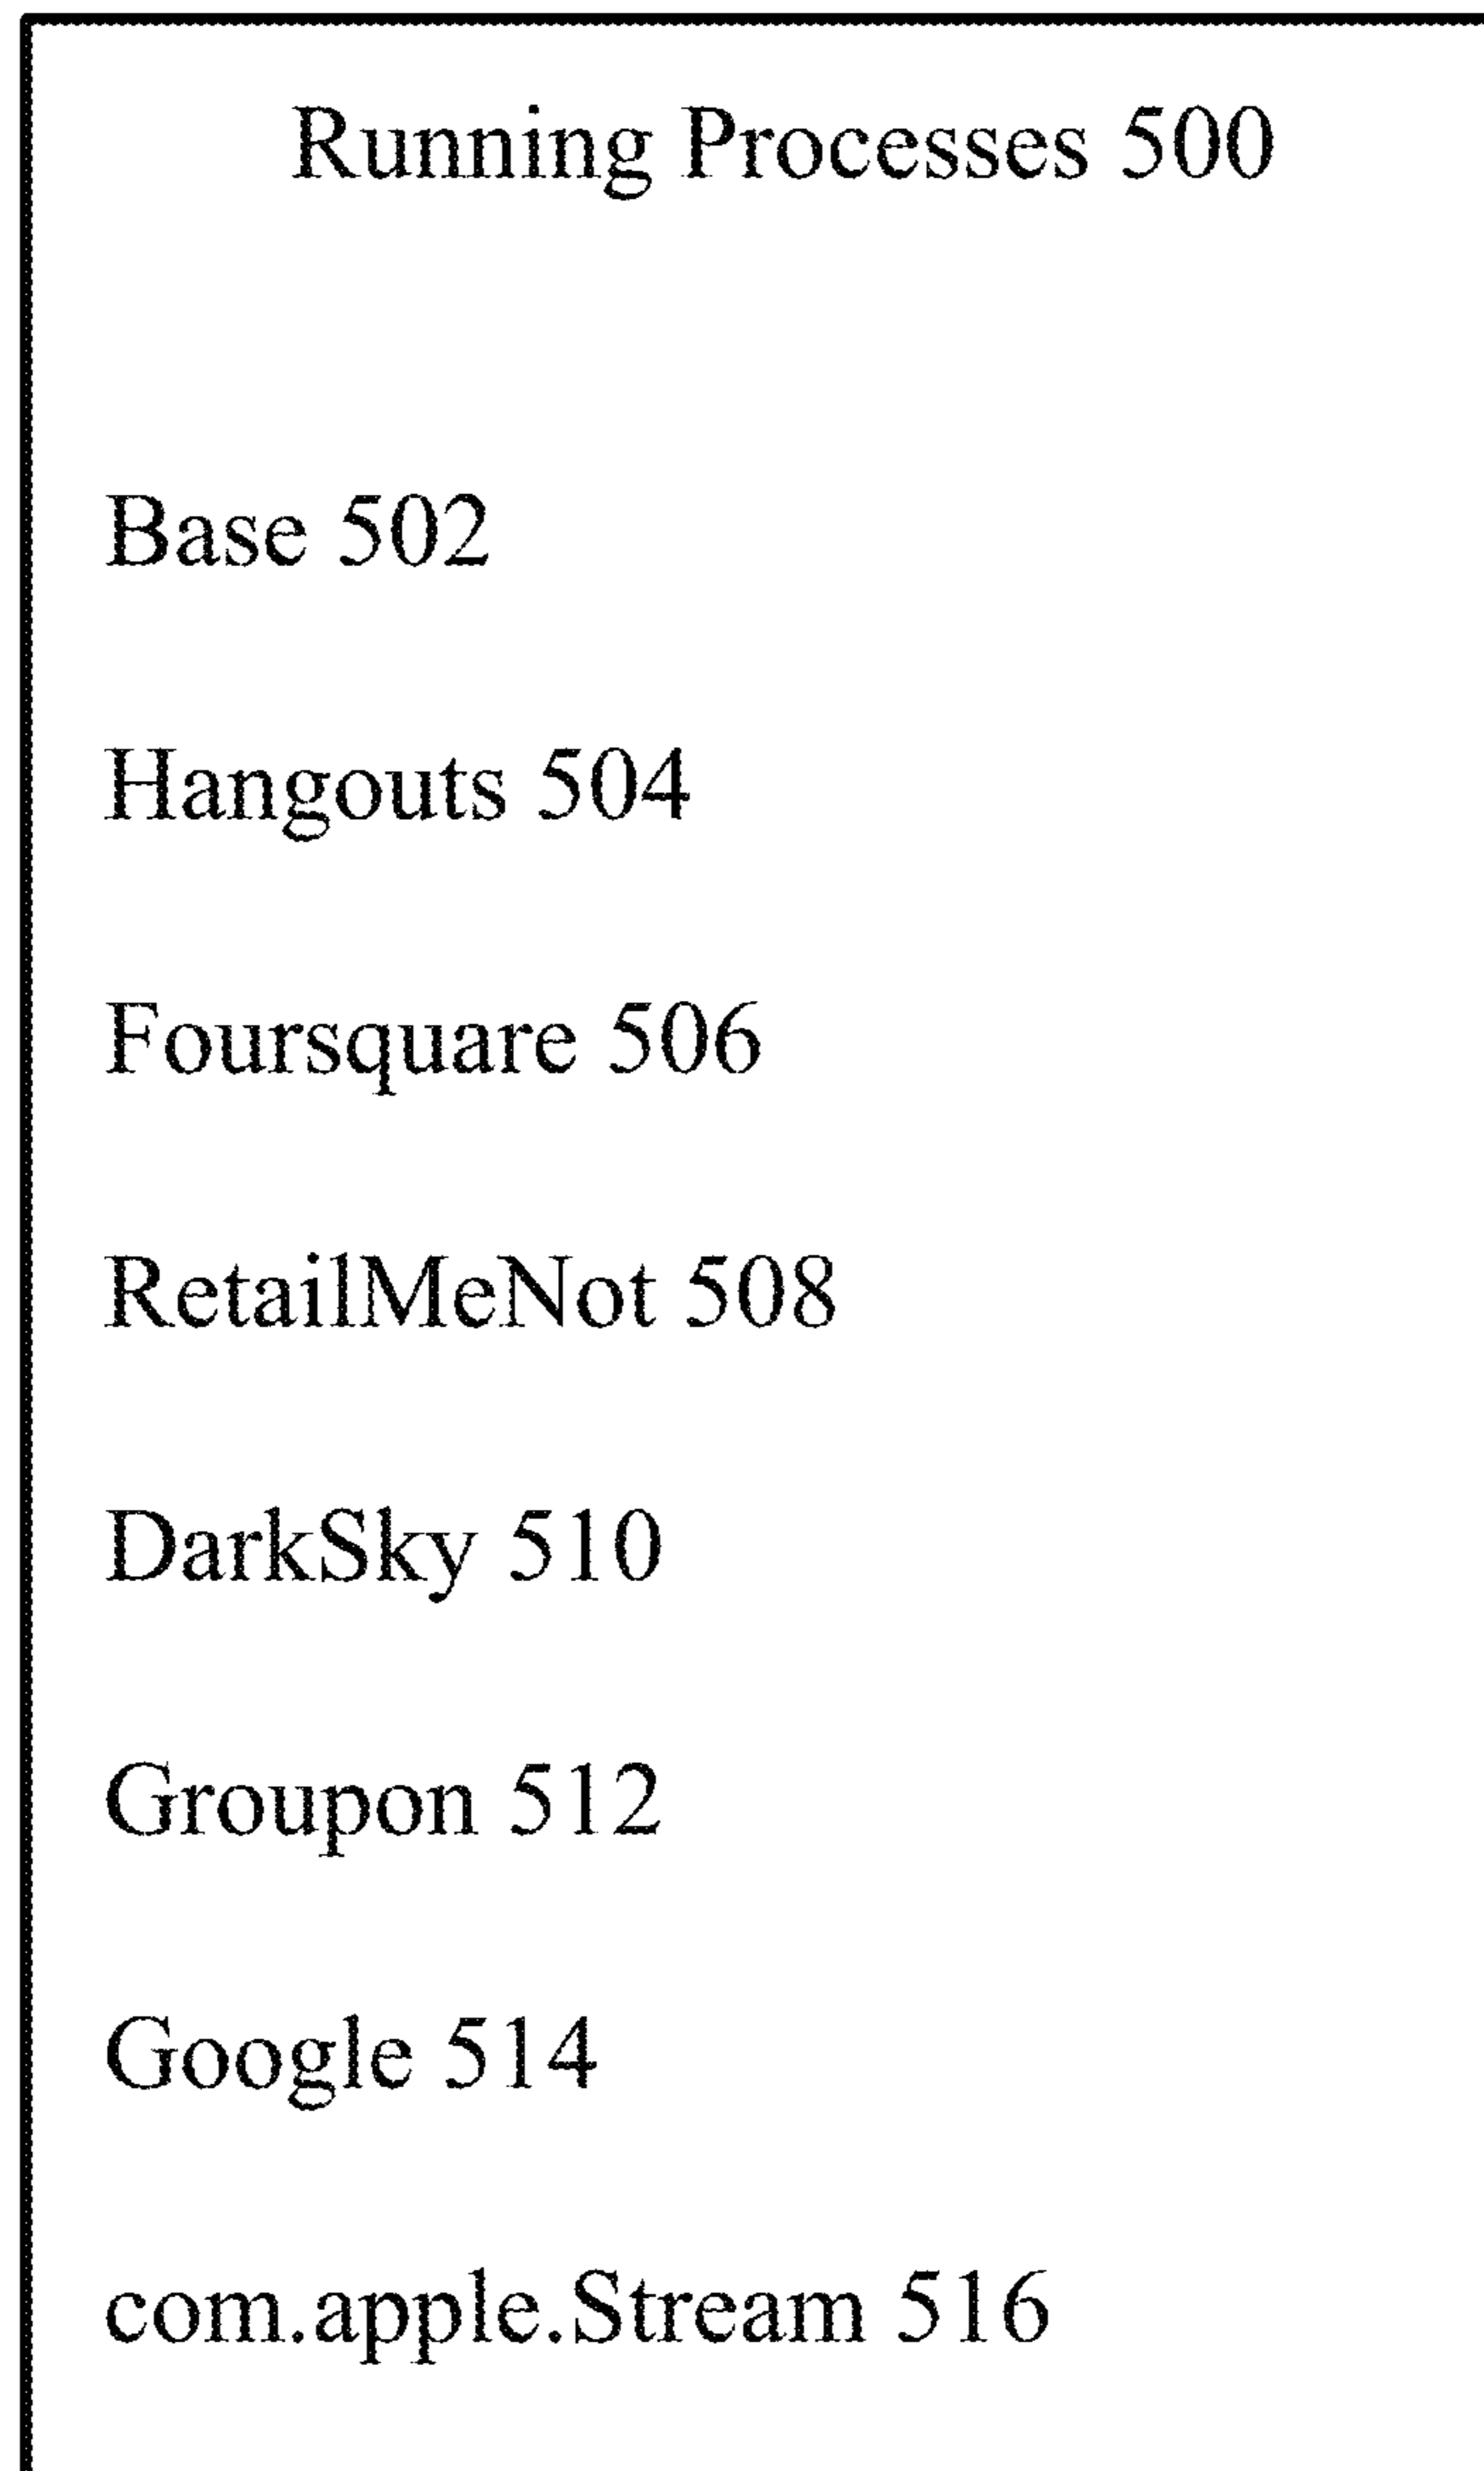 Running Processes 500
Base 502
Hangouts 504
Foursquare 506
RetailMeNot 508
DarkSky 510
Groupon 512
Google 514
com.apple.Stream 516